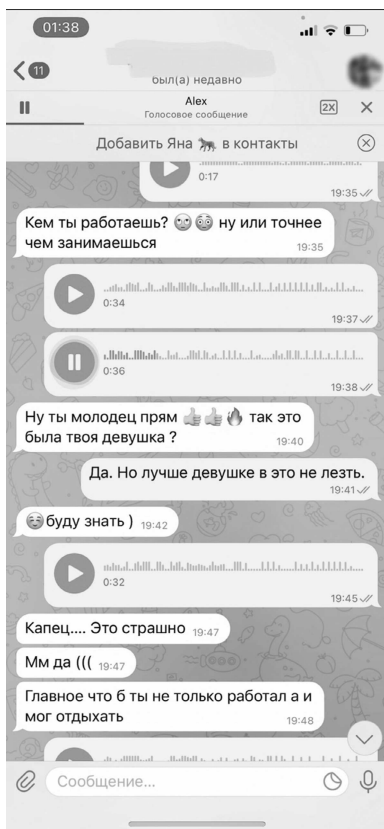 01:38
11
был(а) недавно
Alex
Голосовое сообщение
2X
Добавить Яна 🐆 в контакты
0:17
19:35
Кем ты работаешь? 🙄😳 ну или точнее
чем занимаешься
19:35
0:34
19:37
0:36
19:38
Ну ты молодец прям 👍👍🔥 так это
была твоя девушка ?
19:40
Да. Но лучше девушке в это не лезть.
19:41
☺️буду знать )
19:42
0:32
19:45
Капец.... Это страшно
19:47
Мм да (((
19:47
Главное что б ты не только работал а и
мог отдыхать
19:48
Сообщение...